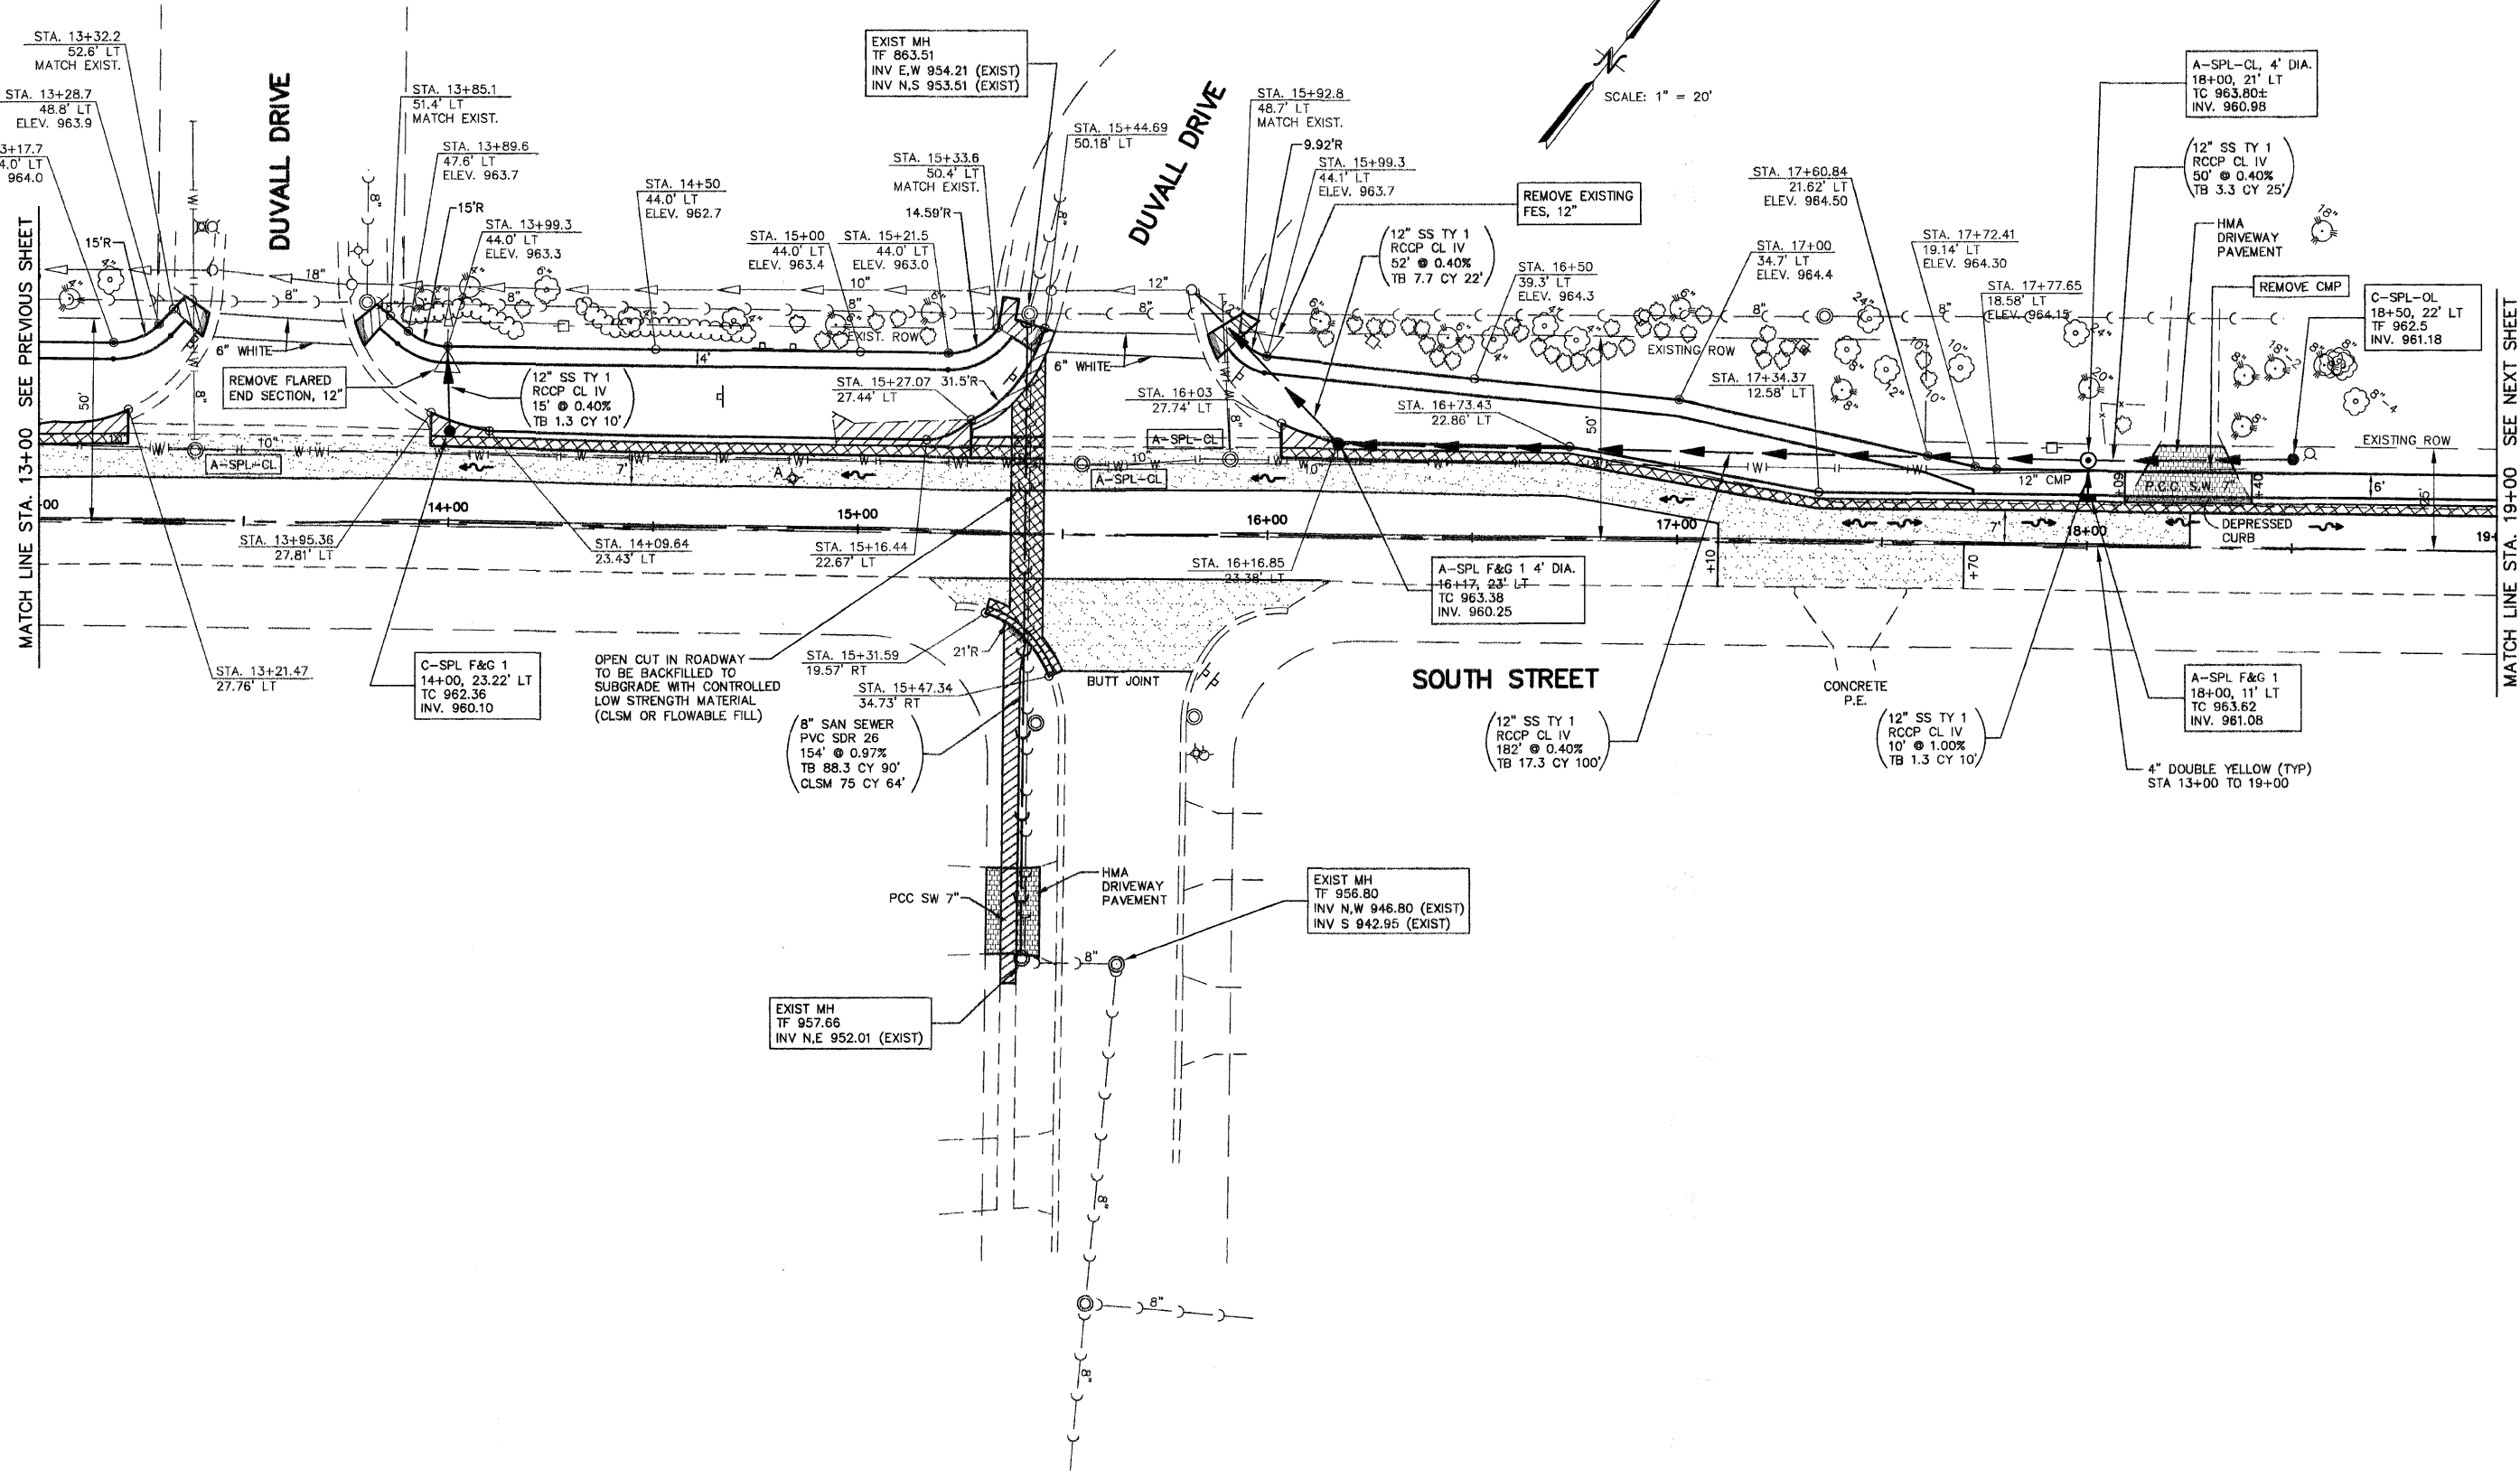 STA. 13+32.2
52.6' LT
MATCH EXIST.
STA. 13+28.7
48.8' LT
ELEV. 963.9
3+17.7
4.0' LT
964.0
DUVALL DRIVE
STA. 13+85.1
51.4' LT
MATCH EXIST.
STA. 13+89.6
47.6' LT
ELEV. 963.7
15'R
STA. 13+99.3
44.0' LT
ELEV. 963.3
STA. 14+50
44.0' LT
ELEV. 962.7
STA. 15+00
44.0' LT
ELEV. 963.4
STA. 15+21.5
44.0' LT
ELEV. 963.0
STA. 15+33.6
50.4' LT
MATCH EXIST.
14.59'R
EXIST MH
TF 863.51
INV E,W 954.21 (EXIST)
INV N,S 953.51 (EXIST)
STA. 15+44.69
50.18' LT
DUVALL DRIVE
STA. 15+92.8
48.7' LT
MATCH EXIST.
9.92'R
STA. 15+99.3
44.1' LT
ELEV. 963.7
N
SCALE: 1" = 20'
REMOVE EXISTING
FES, 12"
12" SS TY 1
RCCP CL IV
52' @ 0.40%
TB 7.7 CY 22'
STA. 16+50
39.3' LT
ELEV. 964.3
STA. 17+60.84
21.62' LT
ELEV. 964.50
STA. 17+00
34.7' LT
ELEV. 964.4
STA. 17+72.41
19.14' LT
ELEV. 964.30
STA. 17+77.65
18.58' LT
ELEV. 964.15
A-SPL-CL, 4' DIA.
18+00, 21' LT
TC 963.80±
INV. 960.98
12" SS TY 1
RCCP CL IV
50' @ 0.40%
TB 3.3 CY 25'
HMA
DRIVEWAY
PAVEMENT
REMOVE CMP
C-SPL-OL
18+50, 22' LT
TF 962.5
INV. 961.18
MATCH LINE STA. 13+00 SEE PREVIOUS SHEET
MATCH LINE STA. 19+00 SEE NEXT SHEET
15'R
18"
8"
10"
12"
6" WHITE
6" WHITE
50'
REMOVE FLARED
END SECTION, 12"
12" SS TY 1
RCCP CL IV
15' @ 0.40%
TB 1.3 CY 10'
4'
EXIST. ROW
STA. 15+27.07
27.44' LT
31.5'R
STA. 16+03
27.74' LT
STA. 16+73.43
22.86' LT
50'
EXISTING ROW
STA. 17+34.37
12.58' LT
EXISTING ROW
A-SPL-CL
A-SPL-CL
A-SPL-CL
10"
7'
10"
12" CMP
P.C.C. S.W. 7"
+09
+40
6'
25'
DEPRESSED
CURB
00
14+00
15+00
16+00
17+00
18+00
19+
7'
+10
+70
STA. 13+95.36
27.81' LT
STA. 14+09.64
23.43' LT
STA. 15+16.44
22.67' LT
STA. 16+16.85
23.38' LT
A-SPL F&G 1 4' DIA.
16+17, 23' LT
TC 963.38
INV. 960.25
STA. 13+21.47
27.76' LT
C-SPL F&G 1
14+00, 23.22' LT
TC 962.36
INV. 960.10
OPEN CUT IN ROADWAY
TO BE BACKFILLED TO
SUBGRADE WITH CONTROLLED
LOW STRENGTH MATERIAL
(CLSM OR FLOWABLE FILL)
STA. 15+31.59
19.57' RT
21'R
STA. 15+47.34
34.73' RT
8" SAN SEWER
PVC SDR 26
154' @ 0.97%
TB 88.3 CY 90'
CLSM 75 CY 64'
BUTT JOINT
SOUTH STREET
12" SS TY 1
RCCP CL IV
182' @ 0.40%
TB 17.3 CY 100'
CONCRETE
P.E.
12" SS TY 1
RCCP CL IV
10' @ 1.00%
TB 1.3 CY 10'
A-SPL F&G 1
18+00, 11' LT
TC 963.62
INV. 961.08
4" DOUBLE YELLOW (TYP)
STA 13+00 TO 19+00
PCC SW 7"
HMA
DRIVEWAY
PAVEMENT
EXIST MH
TF 956.80
INV N,W 946.80 (EXIST)
INV S 942.95 (EXIST)
8"
EXIST MH
TF 957.66
INV N,E 952.01 (EXIST)
8"
8"
8"